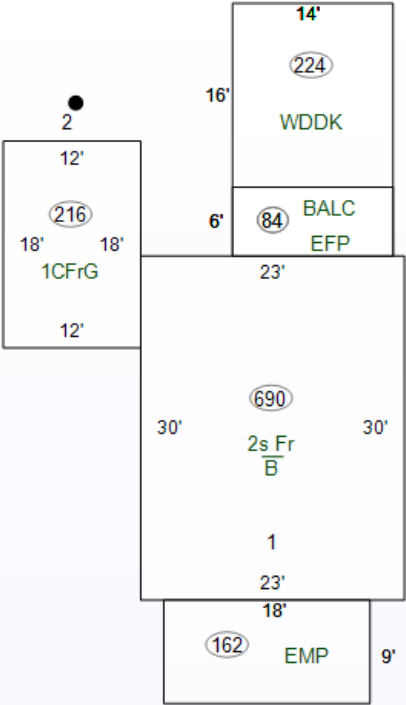 14'
224
16'
WDDK
2
12'
216
18' 18'
1CFrG
12'
6'
84
BALC
EFP
23'
690
30' 30'
2s Fr
B
1
23'
18'
162
EMP
9'